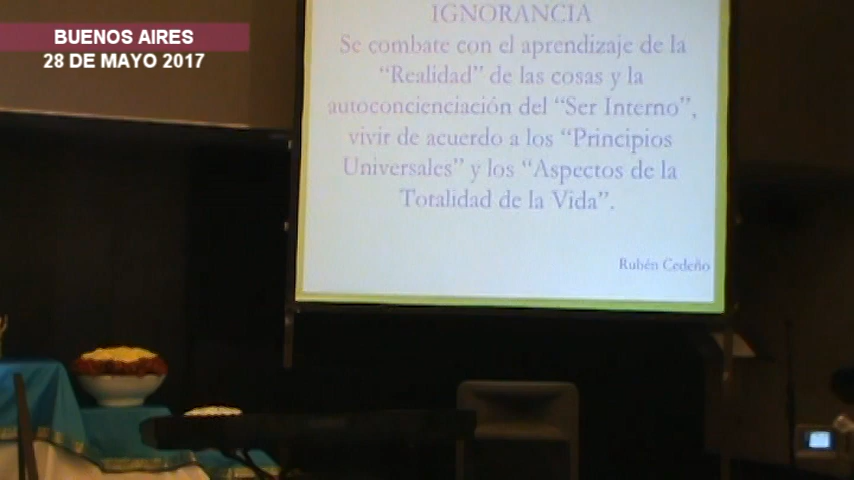 BUENOS AIRES
28 DE MAYO 2017
IGNORANCIA
Se combate con el aprendizaje de la
“Realidad” de las cosas y la
autoconcienciación del “Ser Interno”,
vivir de acuerdo a los “Principios
Universales” y los “Aspectos de la
Totalidad de la Vida”.
Rubén Cedeño